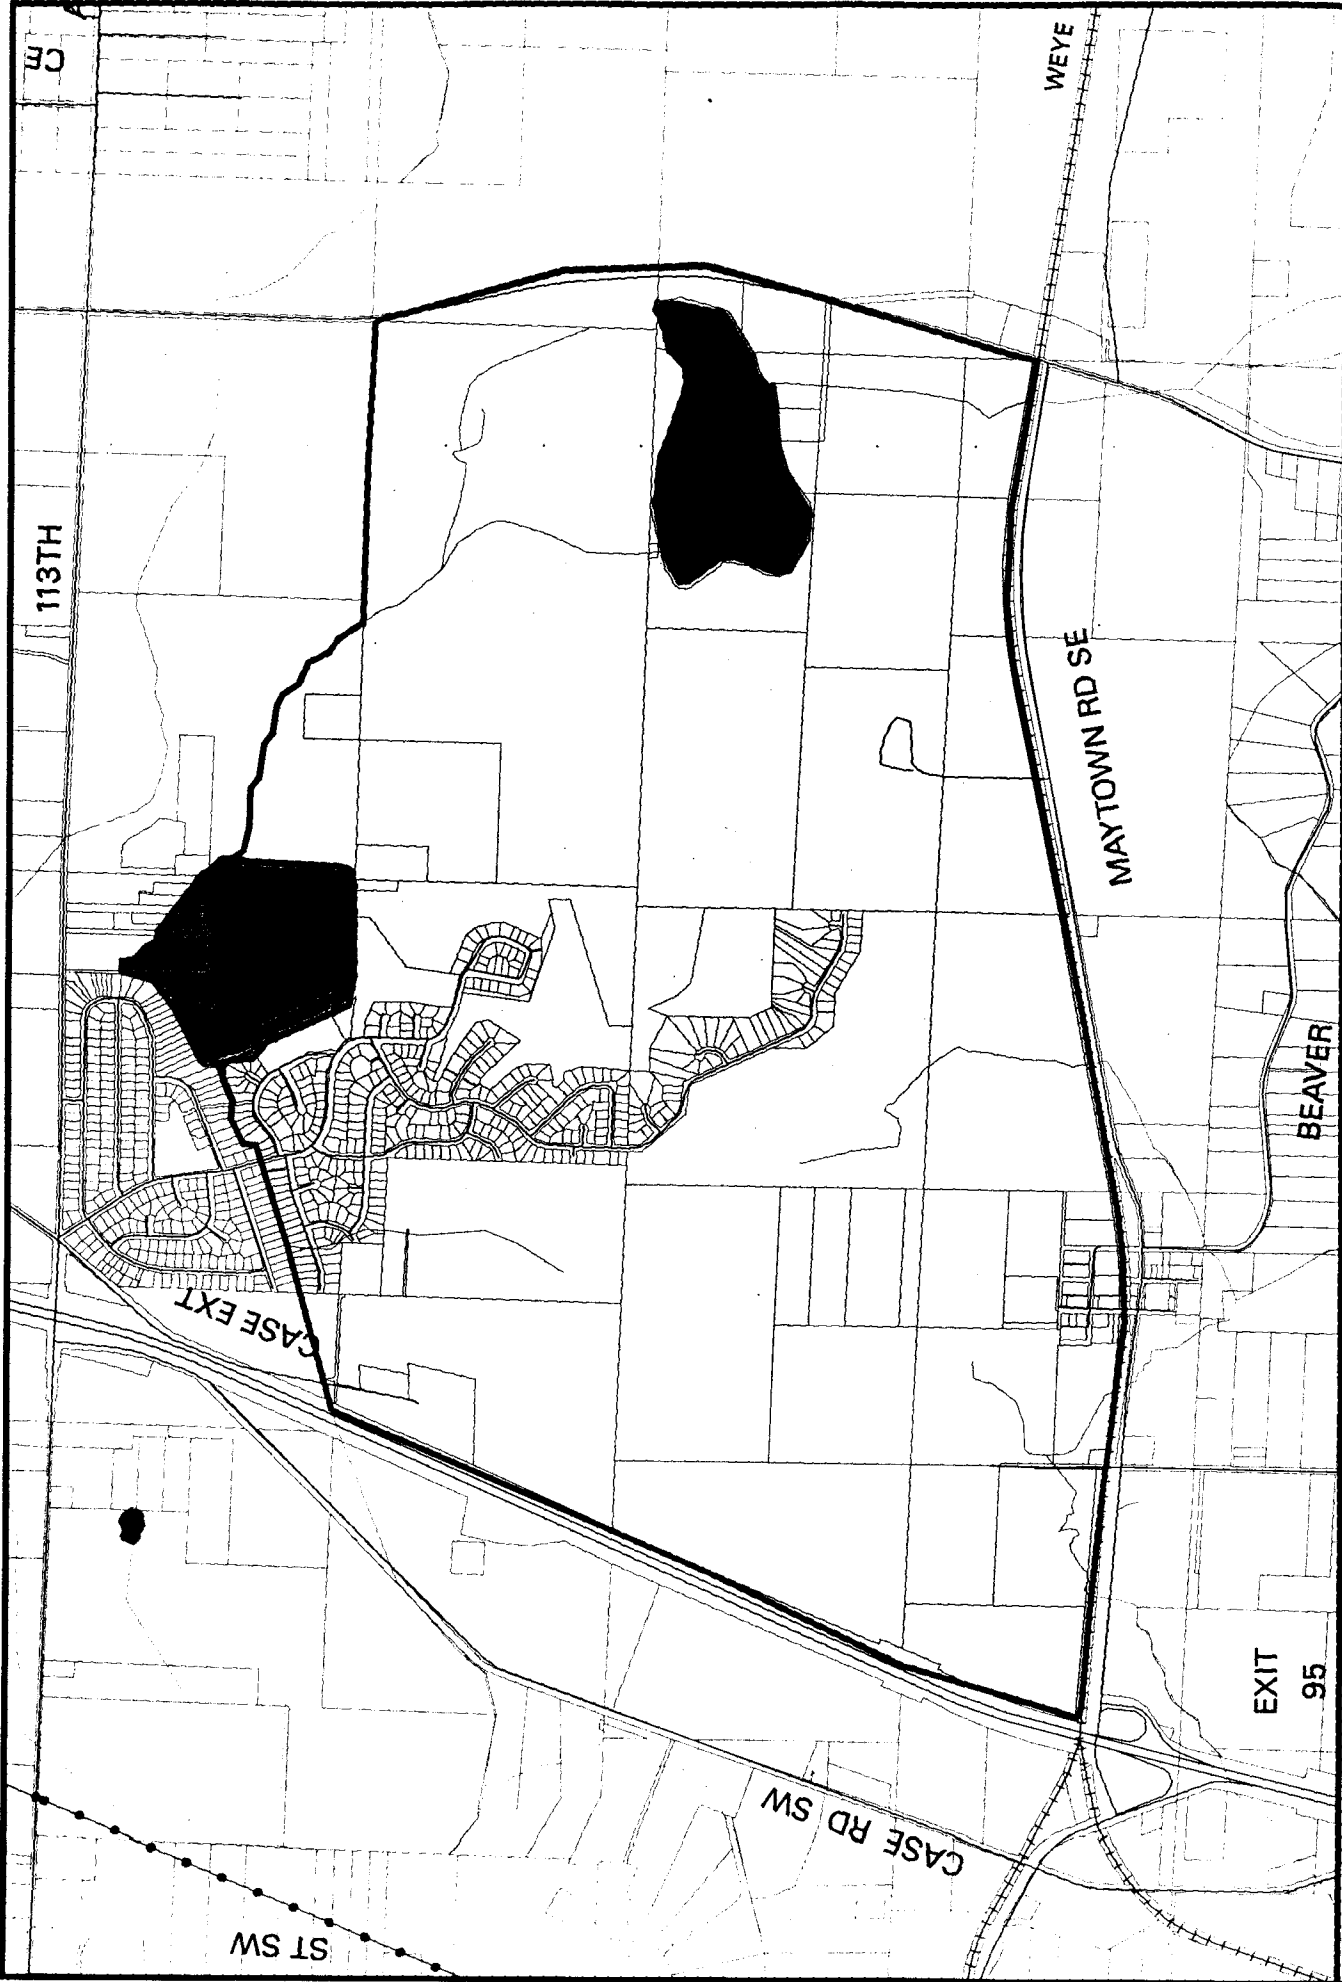 CE
WEYE
113TH
MAYTOWN RD SE
BEAVER
CASE EXT
EXIT
95
CASE RD SW
ST SW